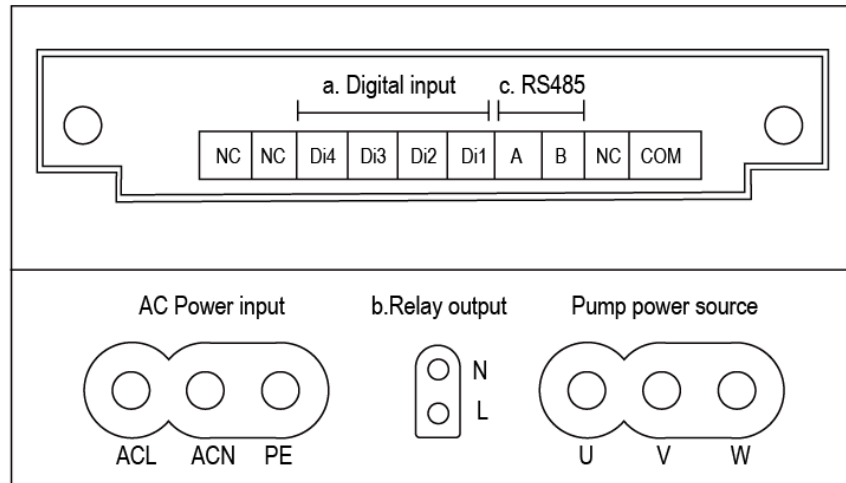 a. Digital input c. RS485
NC NC Di4 Di3 Di2 Di1 A B NC COM
AC Power input b.Relay output Pump power source
N
L
ACL ACN PE U V W